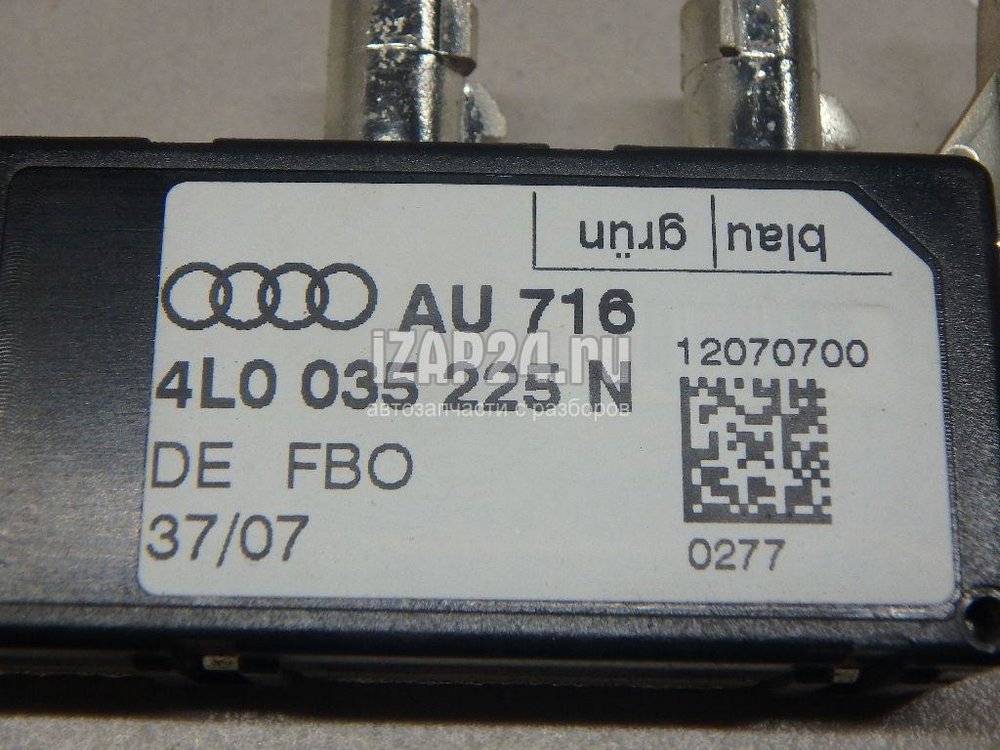 grün blau
AU 716
4L0 035 225 N
12070700
DE FBO
37/07
0277
iZAP24.ru
автозапчасти с разборов